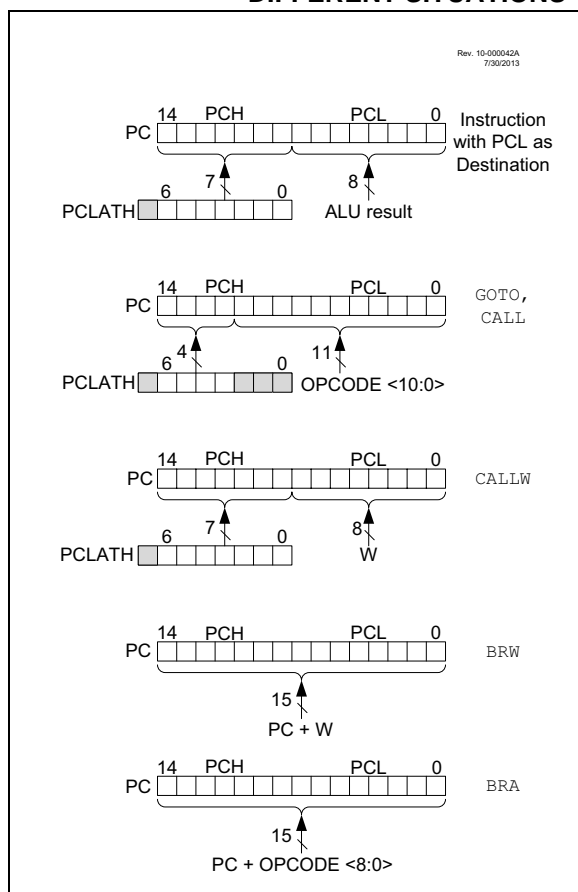 DIFFERENT SITUATIONS
Rev. 10-000042A
7/30/2013
14 PCH PCL 0
PC
Instruction
with PCL as
Destination
6 7 0 8
PCLATH
ALU result
14 PCH PCL 0
PC
GOTO,
CALL
6 4 0 11
PCLATH
OPCODE <10:0>
14 PCH PCL 0
PC
CALLW
6 7 0 8
PCLATH
W
14 PCH PCL 0
PC
BRW
15
PC + W
14 PCH PCL 0
PC
BRA
15
PC + OPCODE <8:0>